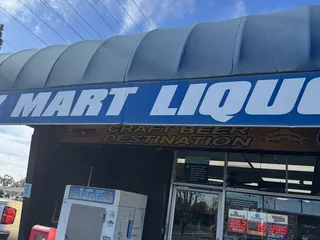 MART LIQUO
CRAFT BEER
DESTINATION
ICE